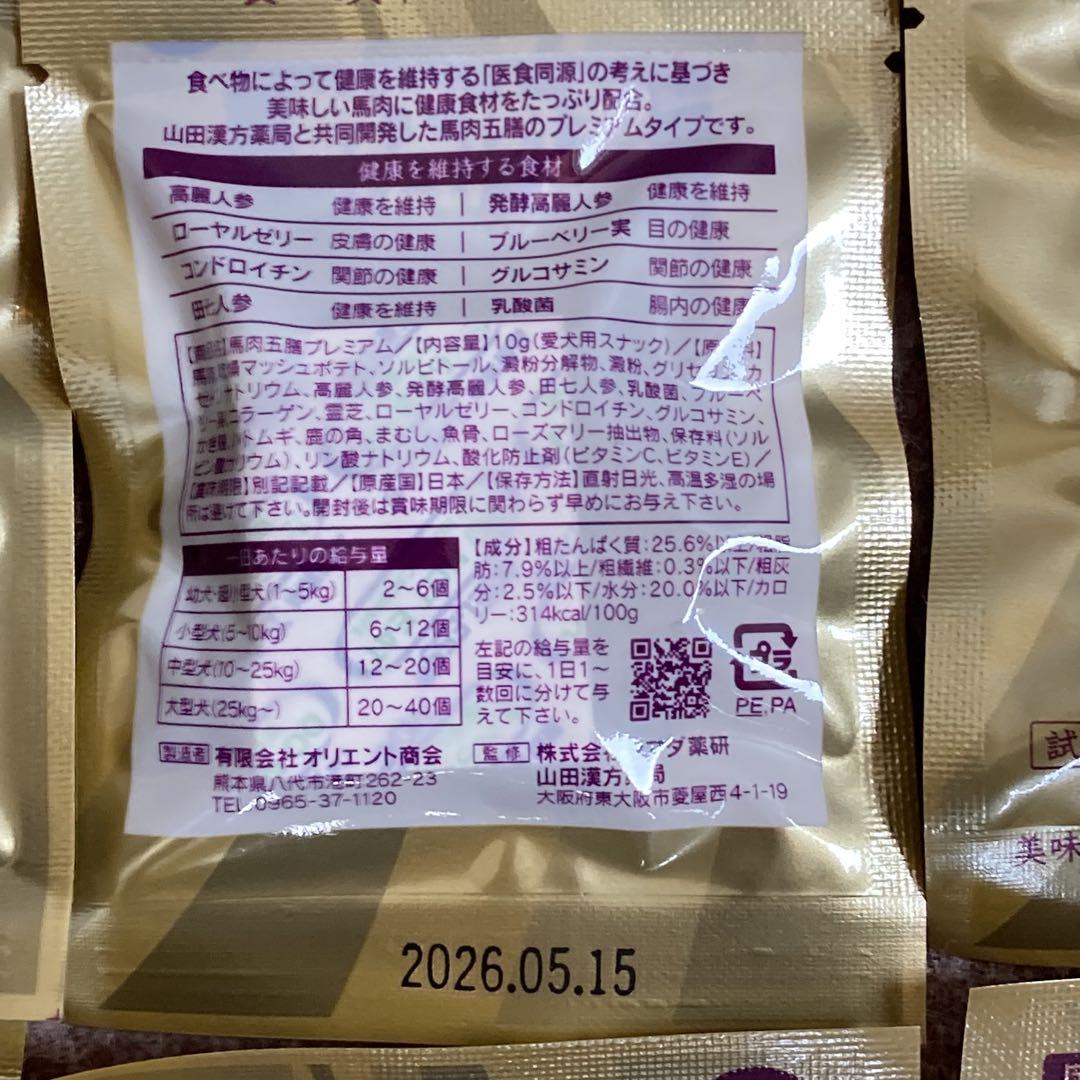 食べ物によって健康を維持する「医食同源」の考えに基づき
美味しい馬肉に健康食材をたっぷり配合。
山田漢方薬局と共同開発した馬肉五膳のプレミアムタイプです。
健康を維持する食材
高麗人参 健康を維持 | 発酵高麗人参 健康を維持
ローヤルゼリー 皮膚の健康 | ブルーベリー実 目の健康
コンドロイチン 関節の健康 | グルコサミン 関節の健康
田七人参 健康を維持 | 乳酸菌 腸内の健康
馬肉五膳プレミアム/【内容量】10g(愛犬用スナック)/
マッシュポテト、ソルビトール、澱粉分解物、澱粉、
ナトリウム、高麗人参、発酵高麗人参、田七人参、乳酸菌、
コラーゲン、霊芝、ローヤルゼリー、コンドロイチン、グルコサミン、
ハトムギ、鹿の角、まむし、魚骨、ローズマリー抽出物、保存料(ソル
ビン酸カリウム)、リン酸ナトリウム、酸化防止剤(ビタミンC、ビタミンE)/
【賞味期限】別記記載/【原産国】日本/【保存方法】直射日光、高温多湿の場
所は避けて下さい。開封後は賞味期限に関わらず早めにお与え下さい。
一日あたりの給与量
幼犬・超小型犬(1~5kg) 2~6個
小型犬(5~10kg) 6~12個
中型犬(10~25kg) 12~20個
大型犬(25kg~) 20~40個
【成分】粗たんぱく質:25.6%以上/粗脂
肪:7.9%以上/粗繊維:0.3%以下/粗灰
分:2.5%以下/水分:20.0%以下/カロ
リー:314kcal/100g
左記の給与量を
目安に、1日1~
数回に分けて与
えて下さい。
プラ
PE,PA
製造者 有限会社オリエント商会
熊本県八代市港町262-23
TEL 0965-37-1120
監修 株式会社 薬研
山田漢方薬局
大阪府東大阪市菱屋西4-1-19
2026.05.15
試
美味